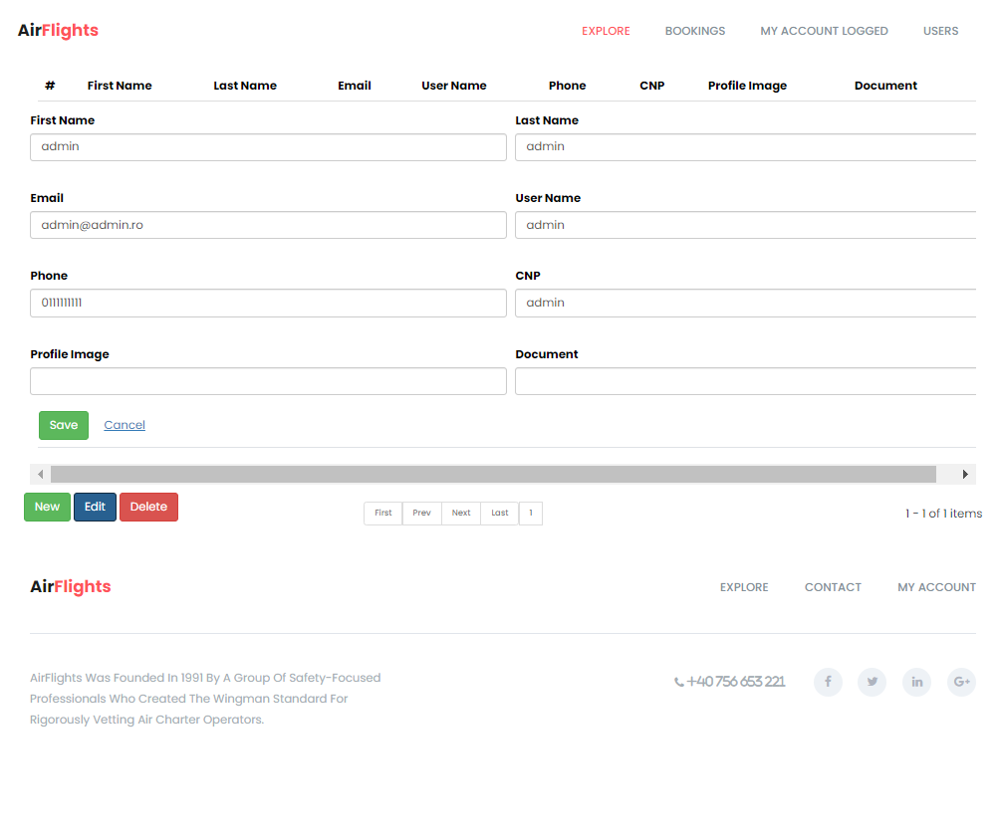 AirFlights EXPLORE BOOKINGS MY ACCOUNT LOGGED USERS
# First Name Last Name Email User Name Phone CNP Profile Image Document
First Name Last Name
admin admin
Email User Name
admin@admin.ro admin
Phone CNP
0111111111 admin
Profile Image Document
Save Cancel
New Edit Delete First Prev Next Last 1 1 - 1 of 1 items
AirFlights EXPLORE CONTACT MY ACCOUNT
AirFlights Was Founded In 1991 By A Group Of Safety-Focused
Professionals Who Created The Wingman Standard For
Rigorously Vetting Air Charter Operators.
+40 756 653 221